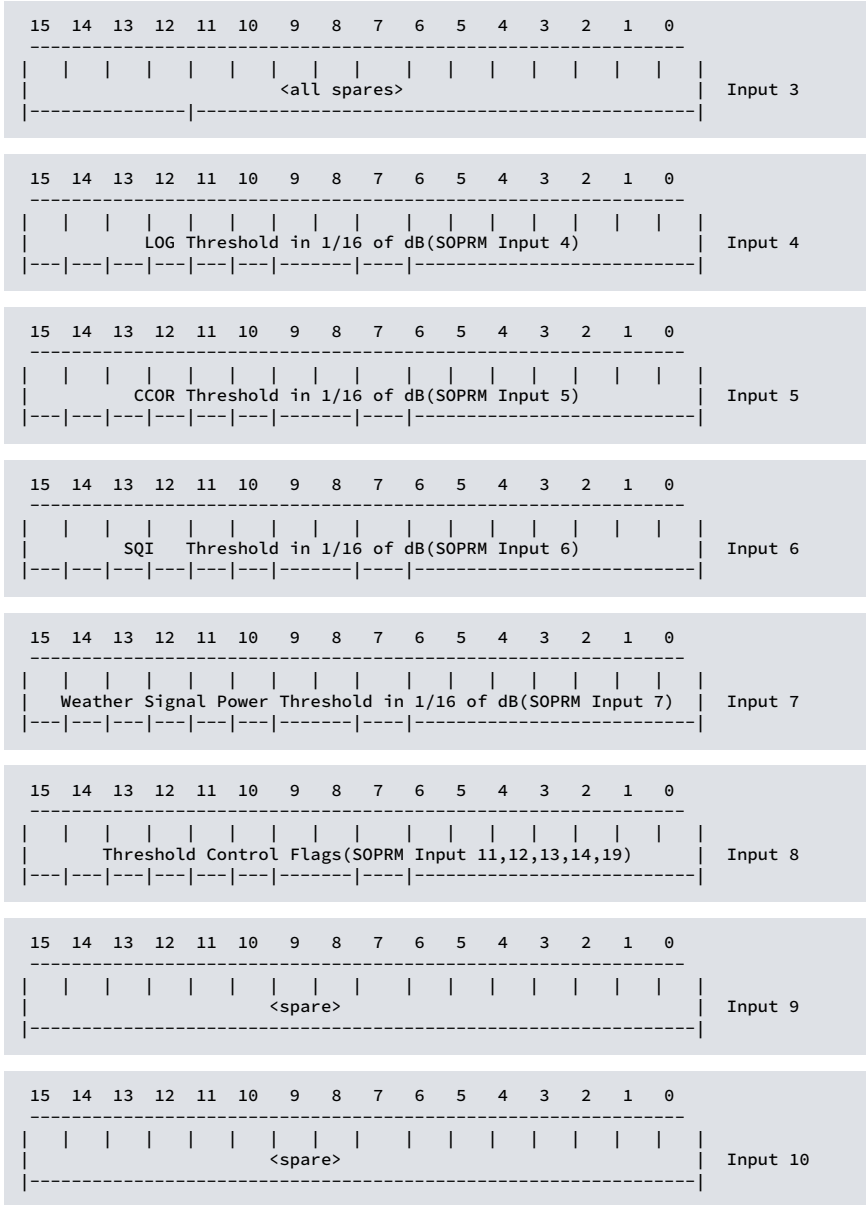 15 14 13 12 11 10 9 8 7 6 5 4 3 2 1 0
-------------------------------------------------------------------
| | | | | | | | | | | | | | | | |
| <all spares> | Input 3
|---------------|------------------------------------------------|
15 14 13 12 11 10 9 8 7 6 5 4 3 2 1 0
-------------------------------------------------------------------
| | | | | | | | | | | | | | | | |
| LOG Threshold in 1/16 of dB(SOPRM Input 4) | Input 4
|---|---|---|---|---|---|-------|----|---------------------------|
15 14 13 12 11 10 9 8 7 6 5 4 3 2 1 0
-------------------------------------------------------------------
| | | | | | | | | | | | | | | | |
| CCOR Threshold in 1/16 of dB(SOPRM Input 5) | Input 5
|---|---|---|---|---|---|-------|----|---------------------------|
15 14 13 12 11 10 9 8 7 6 5 4 3 2 1 0
-------------------------------------------------------------------
| | | | | | | | | | | | | | | | |
| SQI Threshold in 1/16 of dB(SOPRM Input 6) | Input 6
|---|---|---|---|---|---|-------|----|---------------------------|
15 14 13 12 11 10 9 8 7 6 5 4 3 2 1 0
-------------------------------------------------------------------
| | | | | | | | | | | | | | | | |
| Weather Signal Power Threshold in 1/16 of dB(SOPRM Input 7) | Input 7
|---|---|---|---|---|---|-------|----|---------------------------|
15 14 13 12 11 10 9 8 7 6 5 4 3 2 1 0
-------------------------------------------------------------------
| | | | | | | | | | | | | | | | |
| Threshold Control Flags(SOPRM Input 11,12,13,14,19) | Input 8
|---|---|---|---|---|---|-------|----|---------------------------|
15 14 13 12 11 10 9 8 7 6 5 4 3 2 1 0
-------------------------------------------------------------------
| | | | | | | | | | | | | | | | |
| <spare> | Input 9
|----------------------------------------------------------------|
15 14 13 12 11 10 9 8 7 6 5 4 3 2 1 0
-------------------------------------------------------------------
| | | | | | | | | | | | | | | | |
| <spare> | Input 10
|----------------------------------------------------------------|